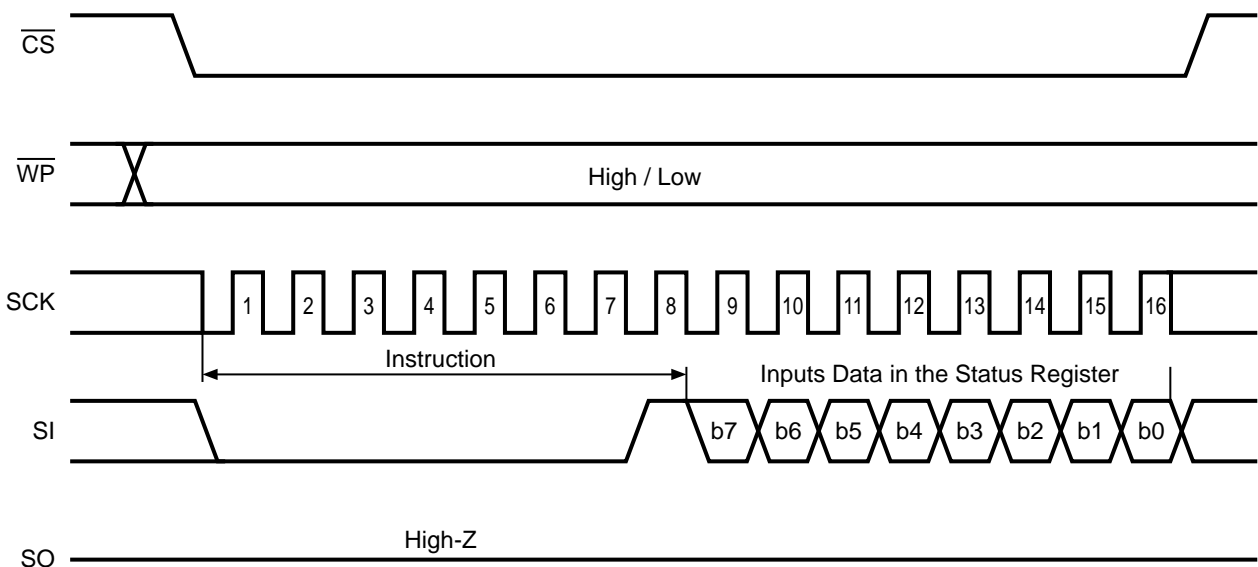 CS
WP
High / Low
SCK
1 2 3 4 5 6 7 8 9 10 11 12 13 14 15 16
Instruction
Inputs Data in the Status Register
SI
b7 b6 b5 b4 b3 b2 b1 b0
High-Z
SO